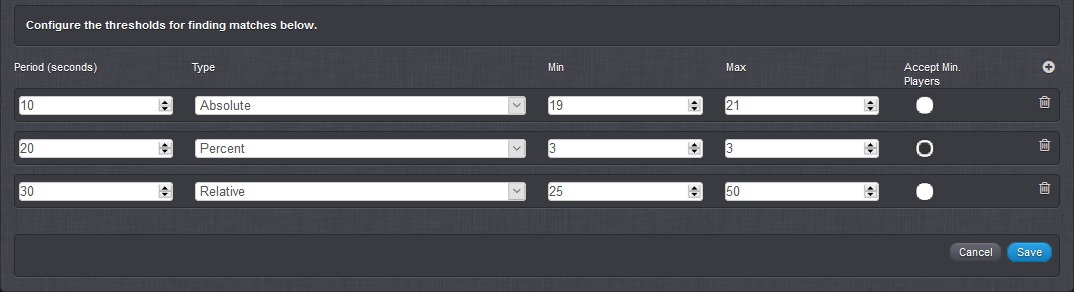 Configure the thresholds for finding matches below.
Period (seconds) Type Min Max Accept Min.
Players
10 Absolute 19 21
20 Percent 3 3
30 Relative 25 50
Cancel Save